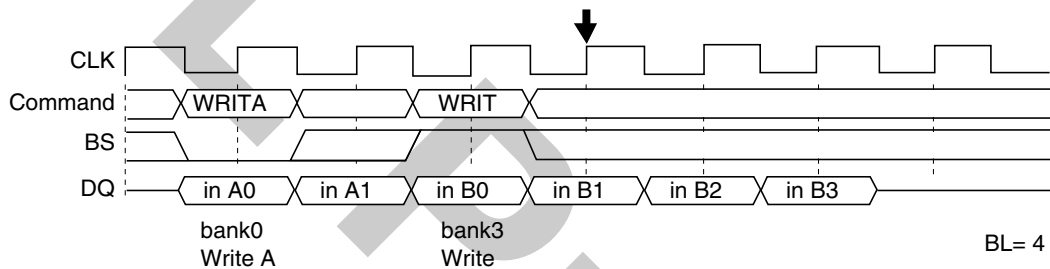 CLK
Command WRITA WRIT
BS
DQ in A0 in A1 in B0 in B1 in B2 in B3
bank0 bank3
Write A Write
BL= 4